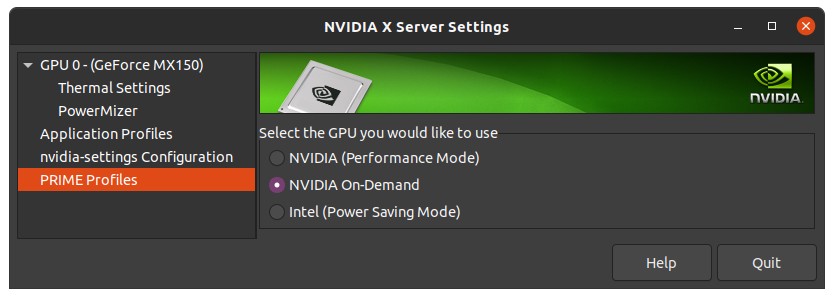 NVIDIA X Server Settings
GPU 0 - (GeForce MX150)
Thermal Settings
PowerMizer
Application Profiles
nvidia-settings Configuration
PRIME Profiles
NVIDIA.
Select the GPU you would like to use
NVIDIA (Performance Mode)
NVIDIA On-Demand
Intel (Power Saving Mode)
Help
Quit